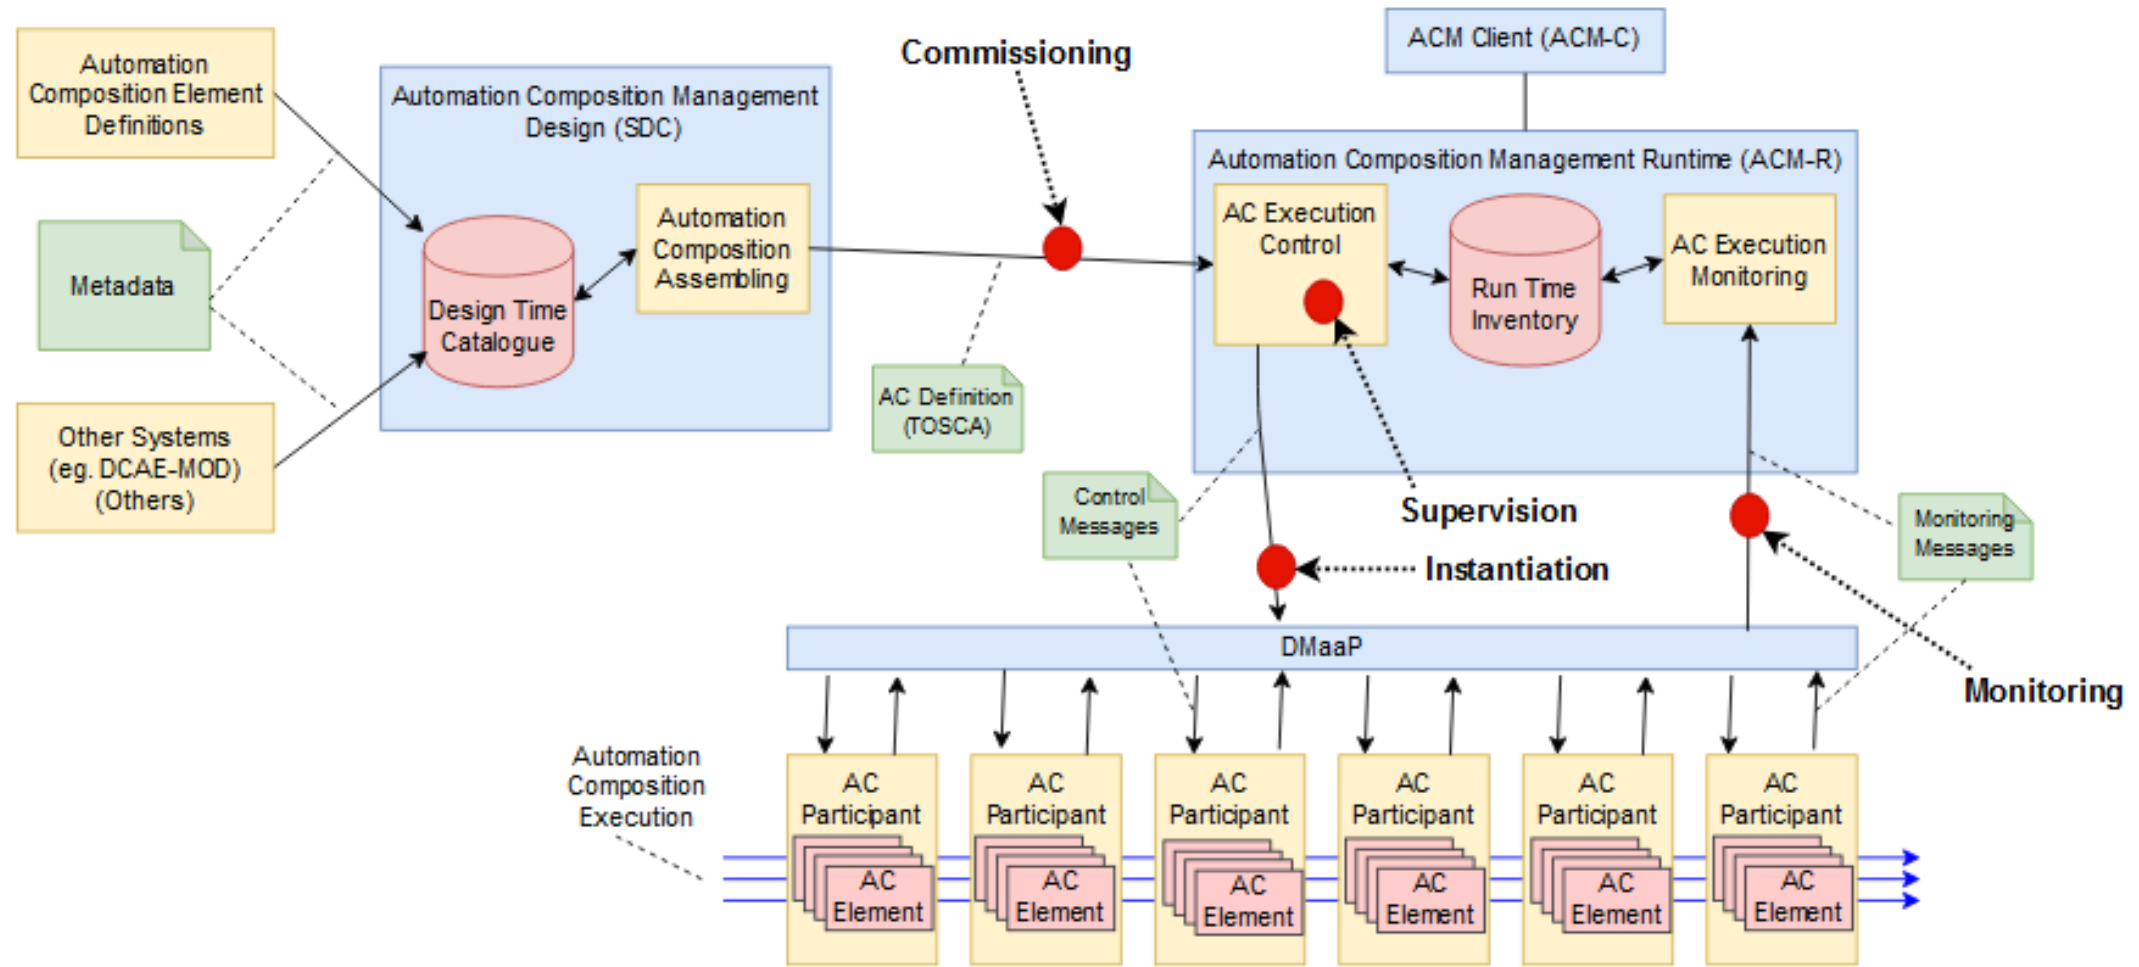 Automation
Composition Element
Definitions
Metadata
Other Systems
(eg. DCAE-MOD)
(Others)
Automation Composition Management
Design (SDC)
Design Time
Catalogue
Automation
Composition
Assembling
Commissioning
AC Definition
(TOSCA)
ACM Client (ACM-C)
Automation Composition Management Runtime (ACM-R)
AC Execution
Control
Run Time
Inventory
AC Execution
Monitoring
Control
Messages
Supervision
Instantiation
Monitoring
Messages
Monitoring
DMaaP
Automation
Composition
Execution
AC
Participant
AC
Element
AC
Participant
AC
Element
AC
Participant
AC
Element
AC
Participant
AC
Element
AC
Participant
AC
Element
AC
Participant
AC
Element